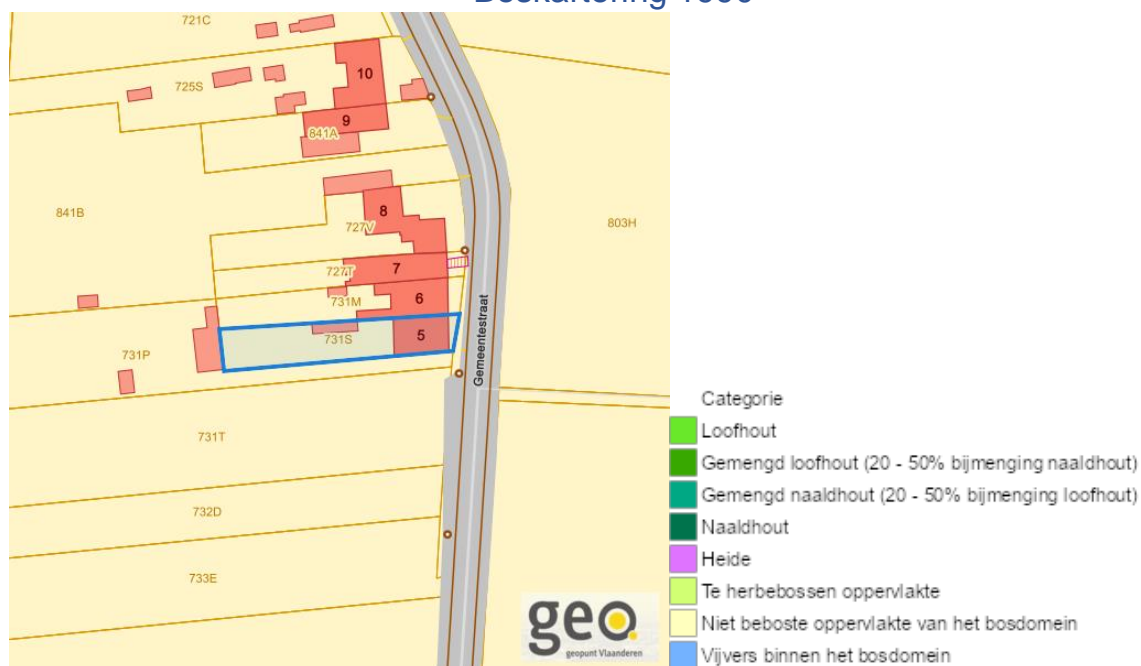 721C
10
725S
9
841A
841B
8
727V
803H
7
727T
6
731M
5
731S
731P
Gemeentestraat
731T
732D
733E
geo
geopunt Vlaanderen
Categorie
Loofhout
Gemengd loofhout (20 - 50% bijmenging naaldhout)
Gemengd naaldhout (20 - 50% bijmenging loofhout)
Naaldhout
Heide
Te herbebossen oppervlakte
Niet beboste oppervlakte van het bosdomein
Vijvers binnen het bosdomein